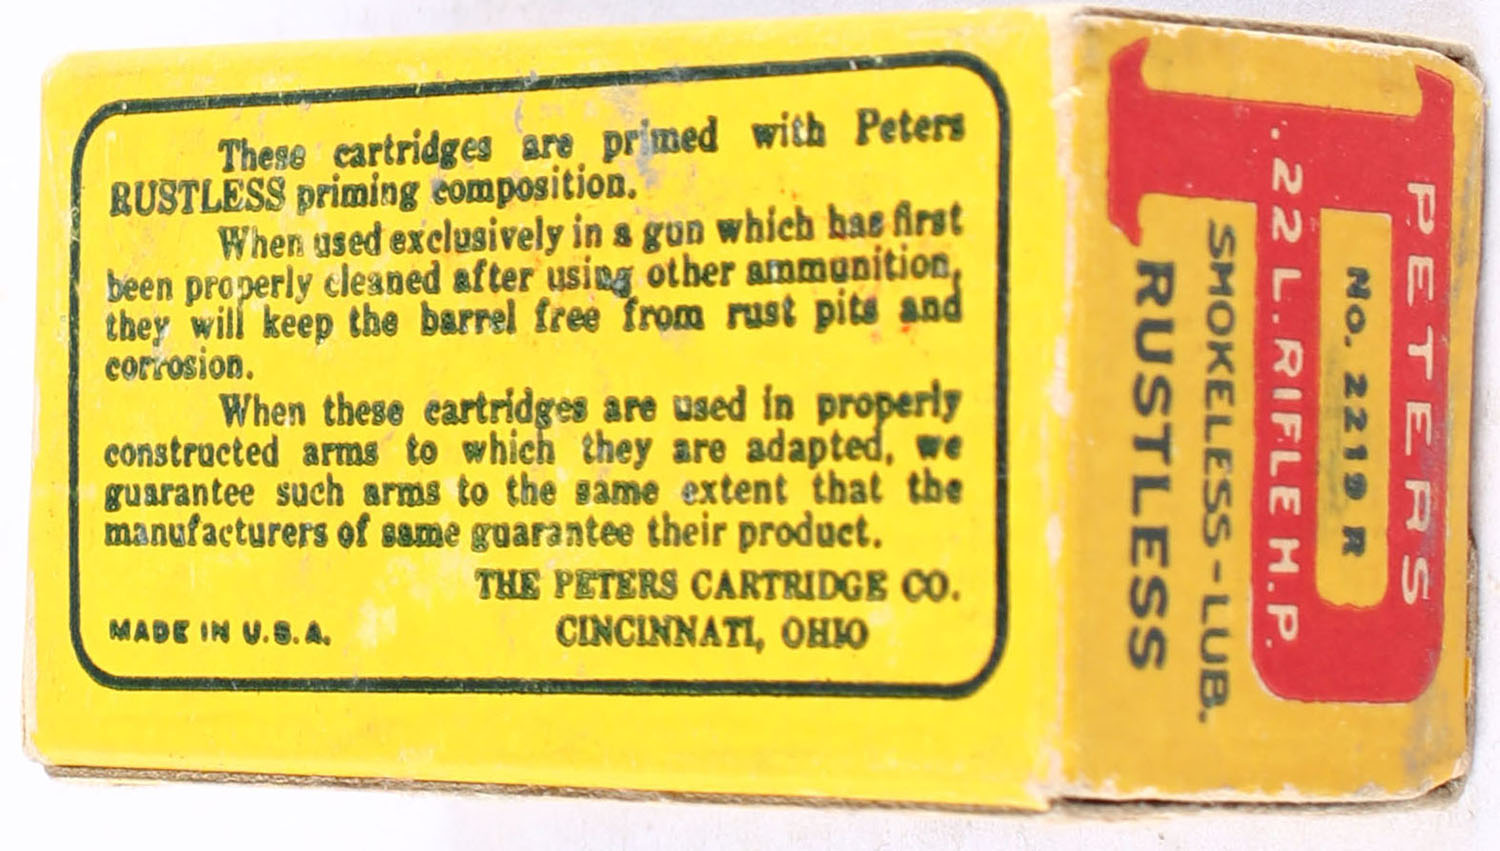 These cartridges are primed with Peters
RUSTLESS priming composition.
When used exclusively in a gun which has first
been properly cleaned after using other ammunition,
they will keep the barrel free from rust pits and
corrosion.
When these cartridges are used in properly
constructed arms to which they are adapted, we
guarantee such arms to the same extent that the
manufacturers of same guarantee their product.
THE PETERS CARTRIDGE CO.
MADE IN U.S.A. CINCINNATI, OHIO
PETERS
No. 2219 R
.22 L.RIFLE H.P.
SMOKELESS-LUB.
RUSTLESS